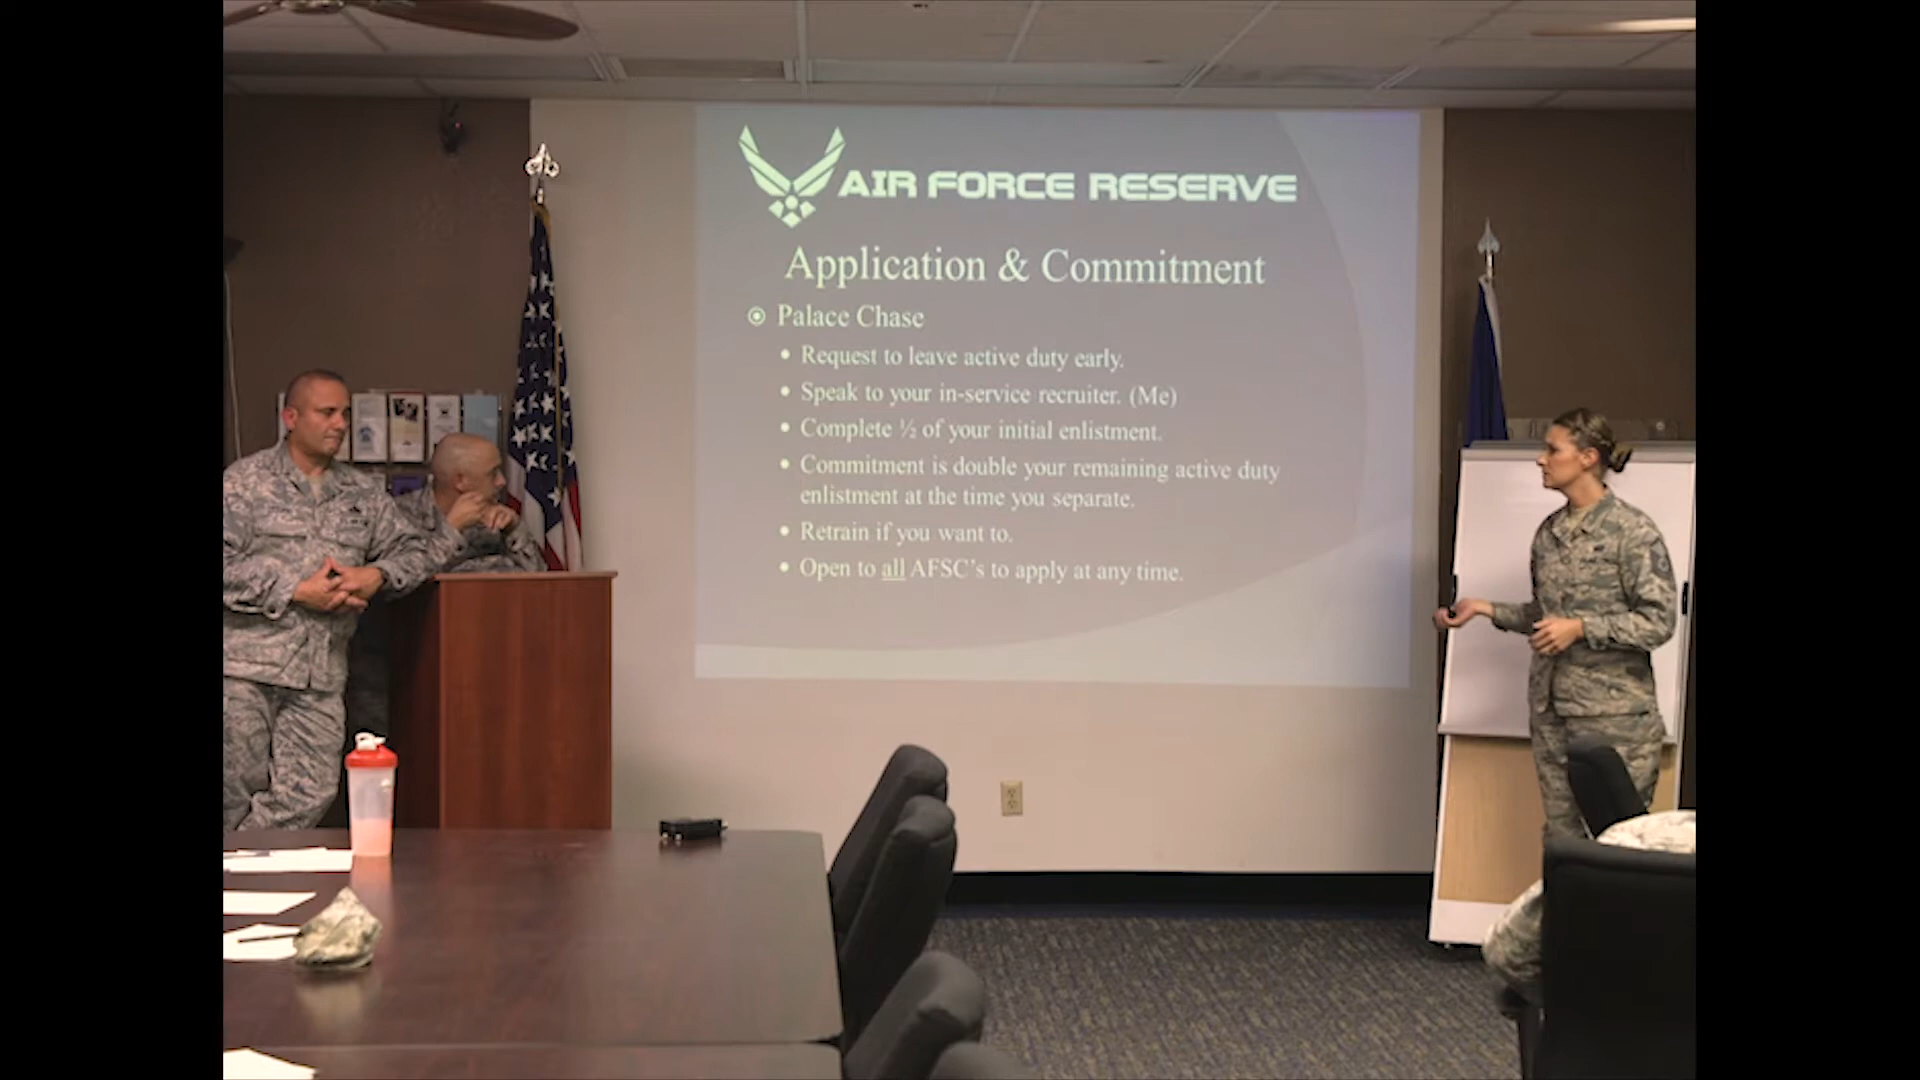 AIR FORCE RESERVE
Application & Commitment
Palace Chase
Request to leave active duty early.
Speak to your in-service recruiter. (Me)
Complete ½ of your initial enlistment.
Commitment is double your remaining active duty
enlistment at the time you separate.
Retrain if you want to.
Open to all AFSC's to apply at any time.